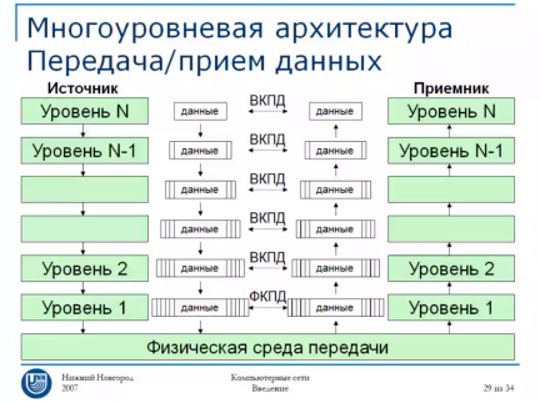 Многоуровневая архитектура
Передача/прием данных
Источник
Приемник
Уровень N
данные
ВКПД
данные
Уровень N
Уровень N-1
данные
ВКПД
данные
Уровень N-1
данные
ВКПД
данные
данные
ВКПД
данные
Уровень 2
данные
ВКПД
данные
Уровень 2
Уровень 1
данные
ФКПД
данные
Уровень 1
Физическая среда передачи
Нижний Новгород
2007
Компьютерные сети
Введение
29 из 34